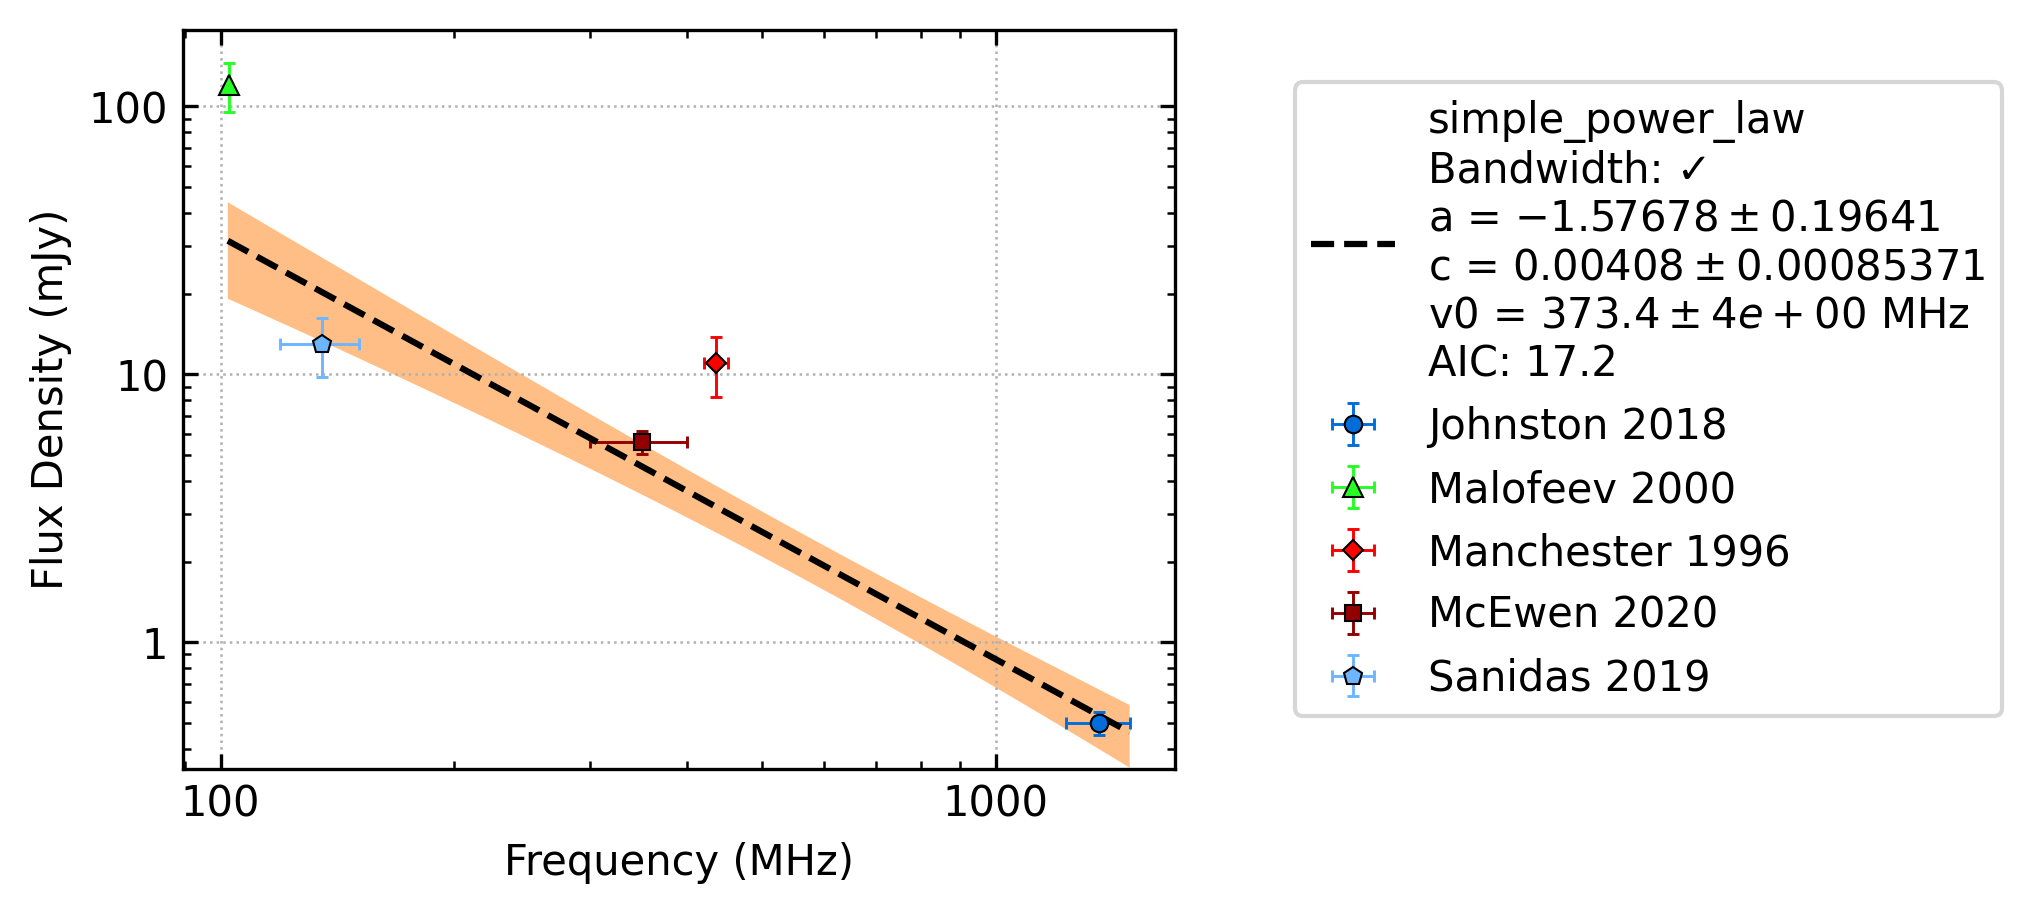 100
10
1
Flux Density (mJy)
100
1000
Frequency (MHz)
simple_power_law
Bandwidth: ✓
a = −1.57678 ± 0.19641
c = 0.00408 ± 0.00085371
v0 = 373.4 ± 4e + 00 MHz
AIC: 17.2
Johnston 2018
Malofeev 2000
Manchester 1996
McEwen 2020
Sanidas 2019